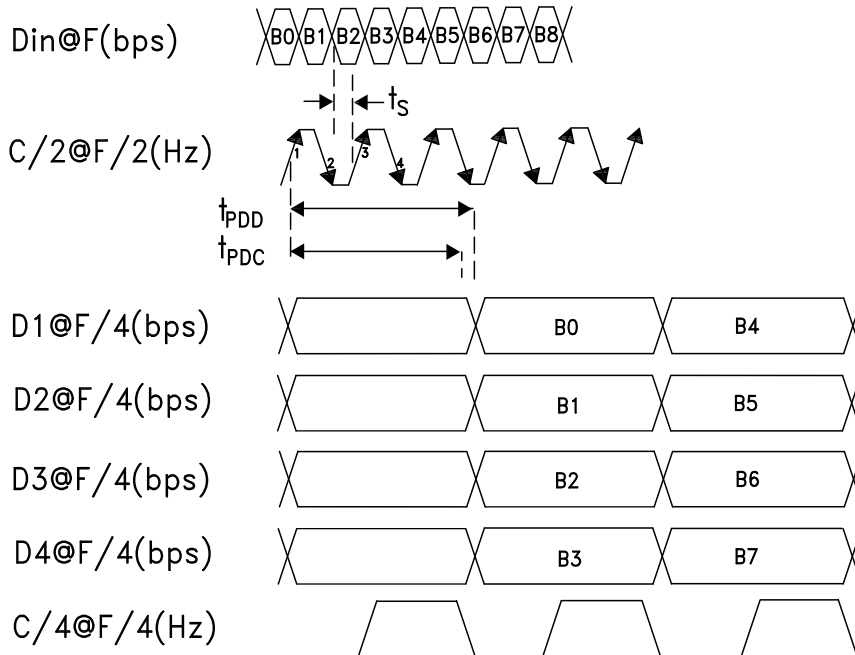 Din@F(bps)
B0 B1 B2 B3 B4 B5 B6 B7 B8
tS
C/2@F/2(Hz)
1 2 3 4
tPDD
tPDC
D1@F/4(bps)
B0 B4
D2@F/4(bps)
B1 B5
D3@F/4(bps)
B2 B6
D4@F/4(bps)
B3 B7
C/4@F/4(Hz)